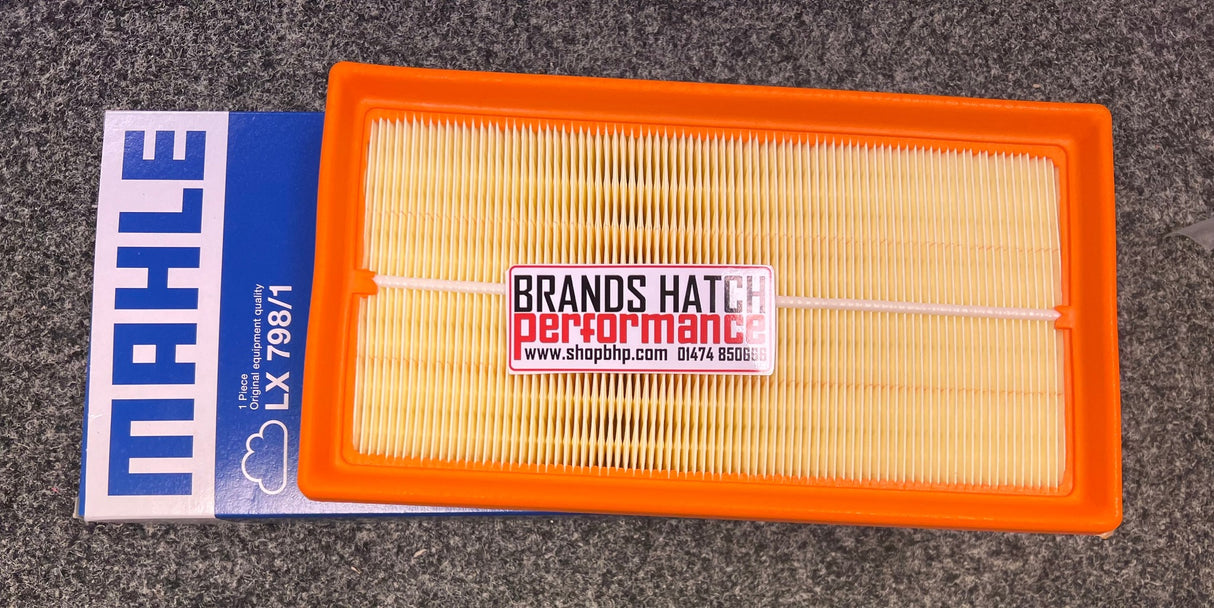 MAHLE
1 Piece
Original equipment quality
LX 798/1
BRANDS HATCH
performance
www.shopbhp.com 01474 850666